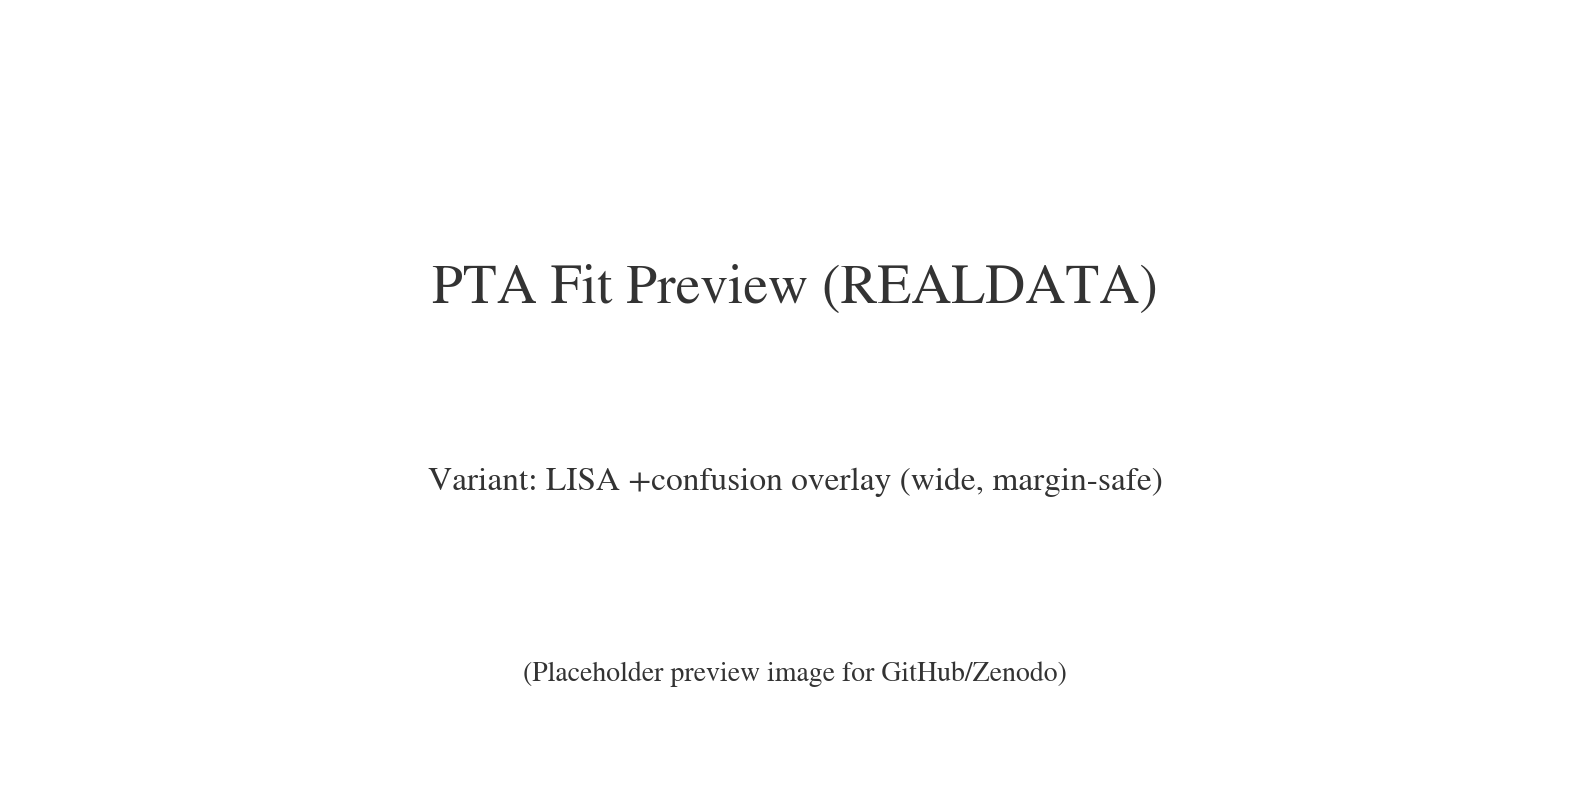 PTA Fit Preview (REALDATA)
Variant: LISA +confusion overlay (wide, margin-safe)
(Placeholder preview image for GitHub/Zenodo)